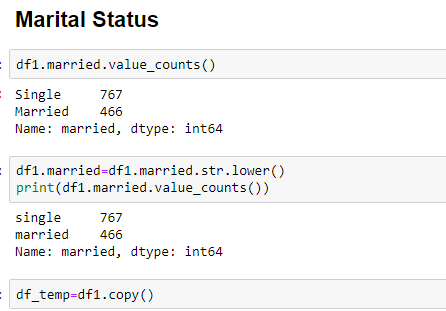 Marital Status
df1.married.value_counts()
Single     767
Married    466
Name: married, dtype: int64
df1.married=df1.married.str.lower()
print(df1.married.value_counts())
single     767
married    466
Name: married, dtype: int64
df_temp=df1.copy()